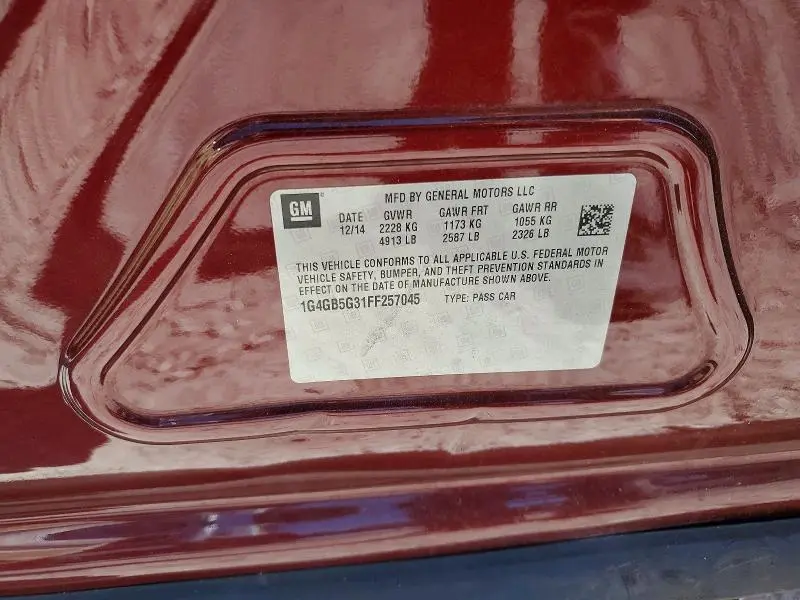 GM
MFD BY GENERAL MOTORS LLC
DATE GVWR GAWR FRT GAWR RR
12/14 2228 KG 1173 KG 1055 KG
4913 LB 2587 LB 2326 LB
THIS VEHICLE CONFORMS TO ALL APPLICABLE U.S. FEDERAL MOTOR
VEHICLE SAFETY, BUMPER, AND THEFT PREVENTION STANDARDS IN
EFFECT ON THE DATE OF MANUFACTURE SHOWN ABOVE.
1G4GB5G31FF257045 TYPE: PASS CAR